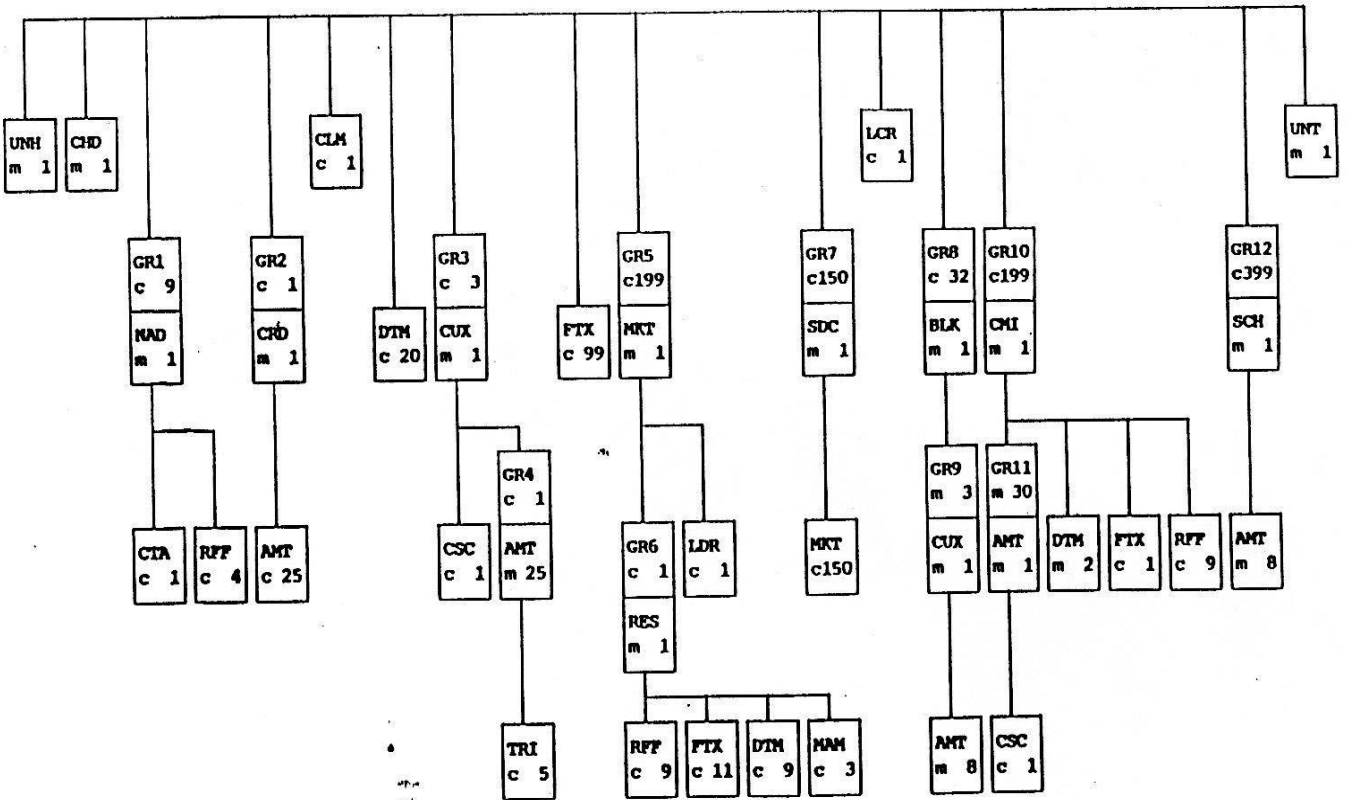 UNH
m 1
CHD
m 1
CLM
c 1
LCR
c 1
UNT
m 1
GR1
c 9
NAD
m 1
GR2
c 1
CRD
m 1
DTM
c 20
GR3
c 3
CUX
m 1
FTX
c 99
GR5
c199
MKT
m 1
GR7
c150
SDC
m 1
GR8
c 32
BLK
m 1
GR10
c199
CMI
m 1
GR12
c399
SCH
m 1
CTA
c 1
RFF
c 4
AMT
c 25
CSC
c 1
GR4
c 1
AMT
m 25
GR6
c 1
RES
m 1
LDR
c 1
MKT
c150
GR9
m 3
CUX
m 1
GR11
m 30
AMT
m 1
DTM
m 2
FTX
c 1
RFF
c 9
AMT
m 8
TRI
c 5
RFF
c 9
FTX
c 11
DTM
c 9
MAM
c 3
AMT
m 8
CSC
c 1